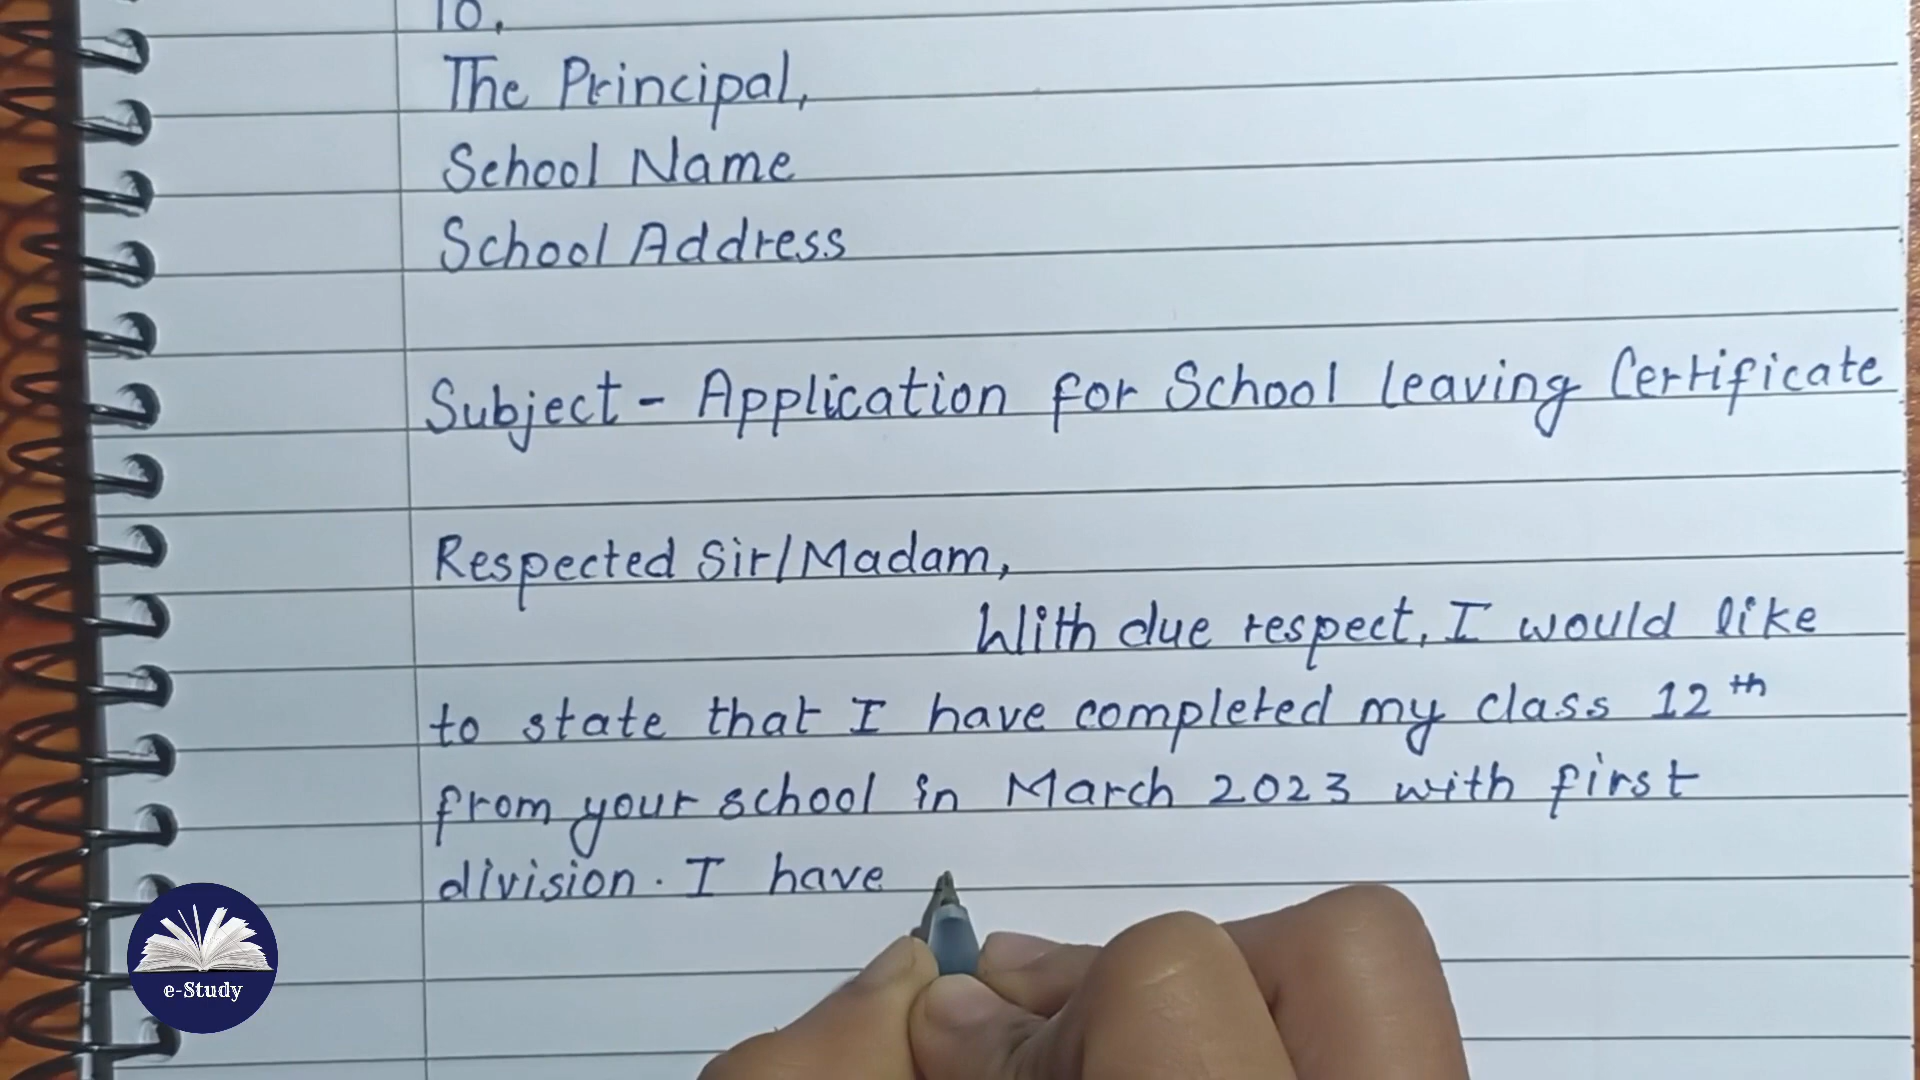 To,
The Principal,
School Name
School Address
Subject - Application for School leaving Certificate
Respected Sir/Madam,
With due respect, I would like
to state that I have completed my class 12th
from your school in March 2023 with first
division. I have
e-Study